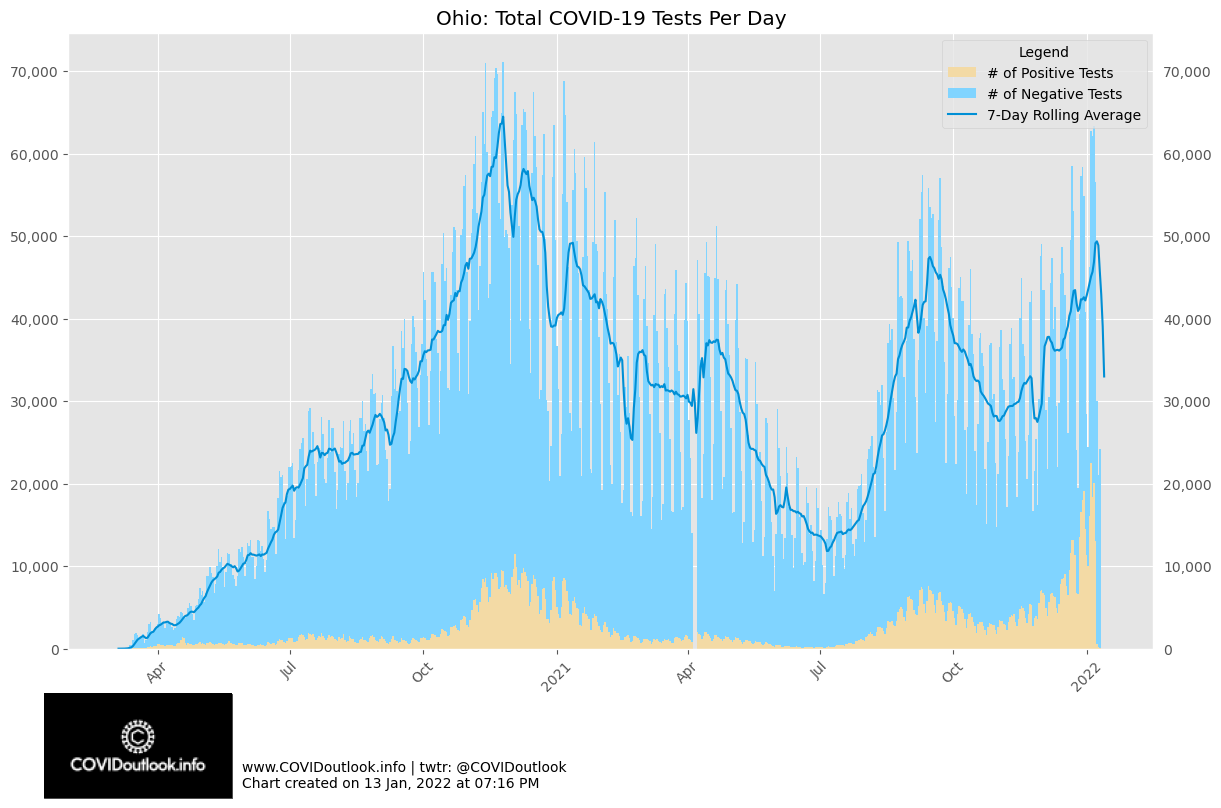 Ohio: Total COVID-19 Tests Per Day
Legend
# of Positive Tests
# of Negative Tests
7-Day Rolling Average
70,000
60,000
50,000
40,000
30,000
20,000
10,000
0
70,000
60,000
50,000
40,000
30,000
20,000
10,000
0
Apr
Jul
Oct
2021
Apr
Jul
Oct
2022
COVIDoutlook.info
www.COVIDoutlook.info | twtr: @COVIDoutlook
Chart created on 13 Jan, 2022 at 07:16 PM